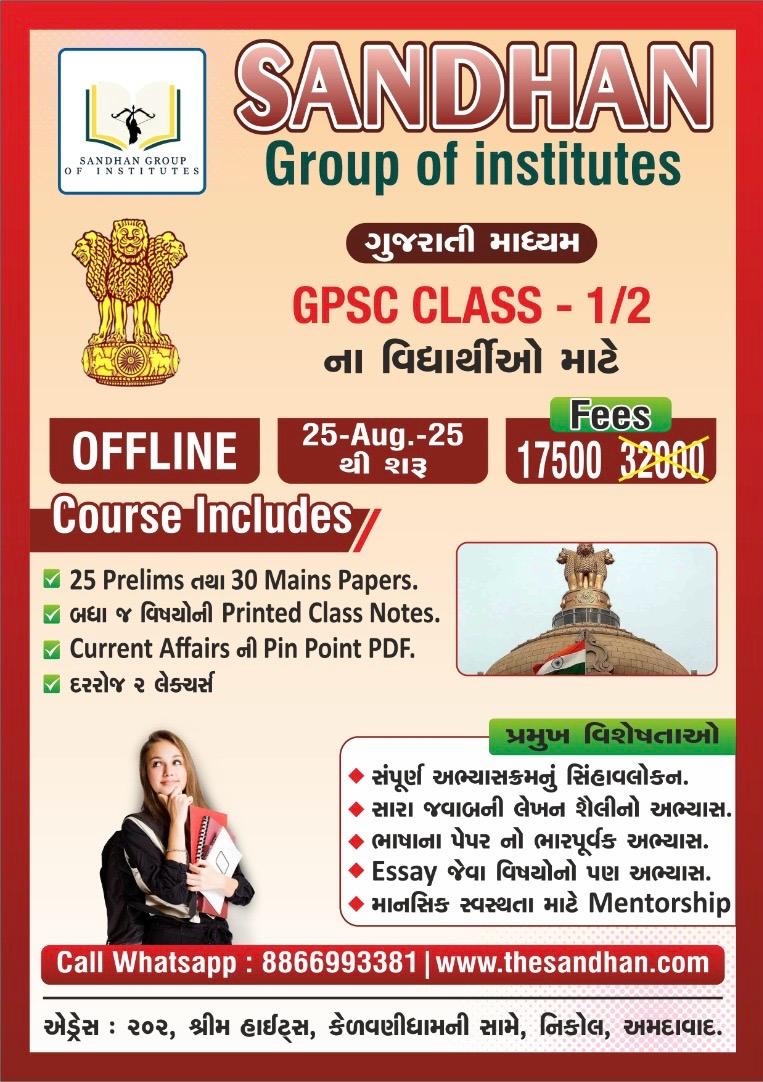 SANDHAN GROUP
OF INSTITUTES
SANDHAN
Group of institutes
ગુજરાતી માધ્યમ
GPSC CLASS - 1/2
ના વિદ્યાર્થીઓ માટે
OFFLINE
25-Aug.-25
થી શરૂ
Fees
17500 32000
Course Includes
25 Prelims તથા 30 Mains Papers.
બધા જ વિષયોની Printed Class Notes.
Current Affairs ની Pin Point PDF.
દરરોજ ૨ લેક્ચર્સ
પ્રમુખ વિશેષતાઓ
સંપૂર્ણ અભ્યાસક્રમનું સિંહાવલોકન.
સારા જવાબની લેખન શૈલીનો અભ્યાસ.
ભાષાના પેપર નો ભારપૂર્વક અભ્યાસ.
Essay જેવા વિષયોનો પણ અભ્યાસ.
માનસિક સ્વસ્થતા માટે Mentorship
Call Whatsapp : 8866993381 | www.thesandhan.com
એડ્રેસ : ૨૦૨, શ્રીમ હાઈટ્સ, કેળવણીધામની સામે, નિકોલ, અમદાવાદ.